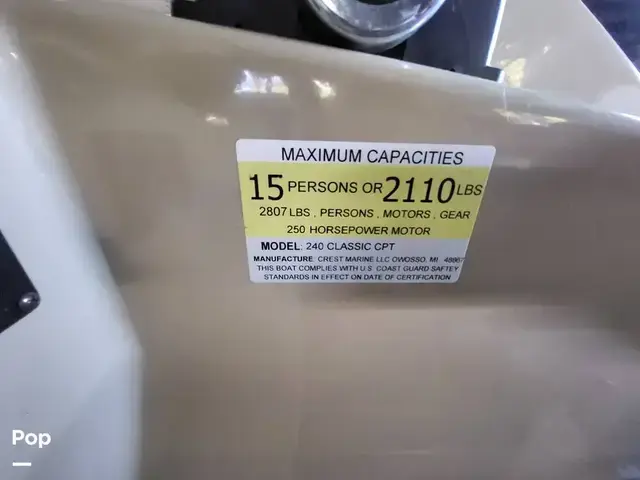 MAXIMUM CAPACITIES
15 PERSONS OR 2110 LBS
2807 LBS , PERSONS , MOTORS , GEAR
250 HORSEPOWER MOTOR
MODEL: 240 CLASSIC CPT
MANUFACTURE: CREST MARINE LLC OWOSSO, MI 48867
THIS BOAT COMPLIES WITH U.S. COAST GUARD SAFTEY
STANDARDS IN EFFECT ON DATE OF CERTIFICATION
Pop